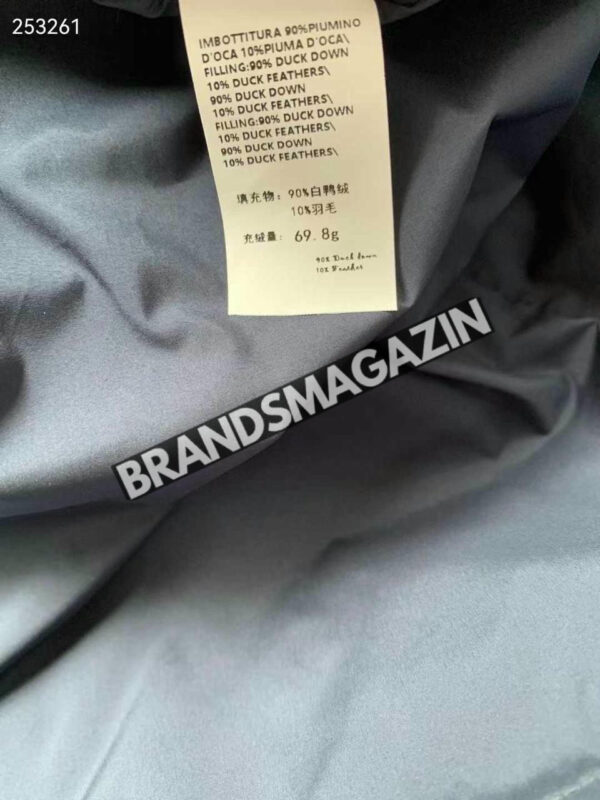 253261
IMBOTTITURA 90%PIUMINO
D'OCA 10%PIUMA D'OCA\
FILLING:90% DUCK DOWN
10% DUCK FEATHERS\
90% DUCK DOWN
10% DUCK FEATHERS\
FILLING:90% DUCK DOWN
10% DUCK FEATHERS\
90% DUCK DOWN
10% DUCK FEATHERS\
填充物: 90%白鸭绒
10%羽毛
充绒量: 69.8g
90% Duck down
10% Feather
BRANDSMAGAZIN